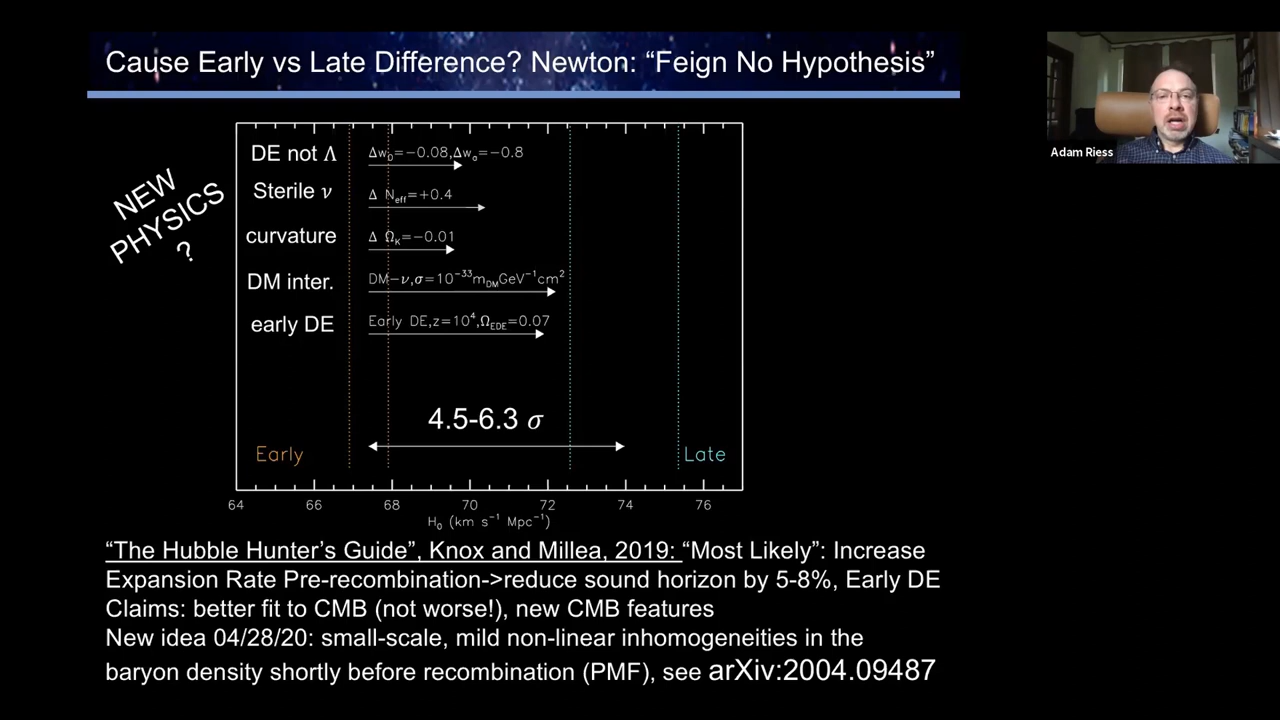 Cause Early vs Late Difference? Newton: “Feign No Hypothesis”
Adam Riess
NEW
PHYSICS
?
DE not Λ
Δw₀=−0.08,Δwₐ=−0.8
Sterile ν
Δ N_eff=+0.4
curvature
Δ Ω_K=−0.01
DM inter.
DM−ν,σ=10⁻³³m_DM GeV⁻¹cm²
early DE
Early DE,z=10⁴,Ω_EDE=0.07
4.5-6.3 σ
Early
Late
64 66 68 70 72 74 76
H₀ (km s⁻¹ Mpc⁻¹)
“The Hubble Hunter’s Guide”, Knox and Millea, 2019: “Most Likely”: Increase
Expansion Rate Pre-recombination->reduce sound horizon by 5-8%, Early DE
Claims: better fit to CMB (not worse!), new CMB features
New idea 04/28/20: small-scale, mild non-linear inhomogeneities in the
baryon density shortly before recombination (PMF), see arXiv:2004.09487